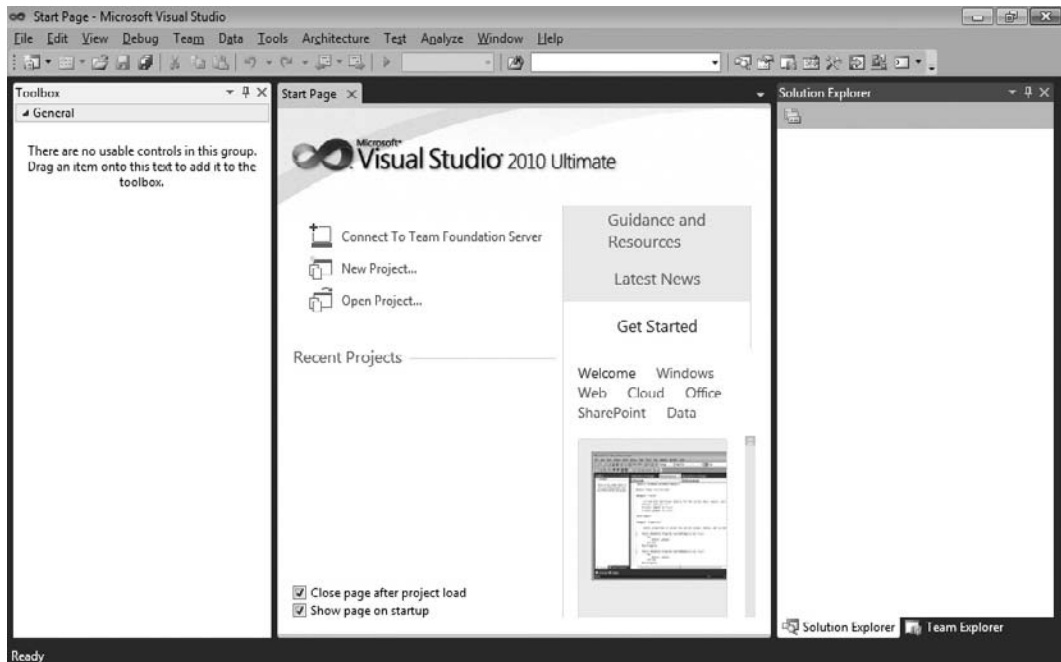 Start Page - Microsoft Visual Studio
File Edit View Debug Team Data Tools Architecture Test Analyze Window Help
Toolbox
General
There are no usable controls in this group.
Drag an item onto this text to add it to the
toolbox.
Start Page
Microsoft®
Visual Studio® 2010 Ultimate
Connect To Team Foundation Server
New Project...
Open Project...
Recent Projects
Close page after project load
Show page on startup
Guidance and
Resources
Latest News
Get Started
Welcome Windows
Web Cloud Office
SharePoint Data
Solution Explorer
Solution Explorer Team Explorer
Ready